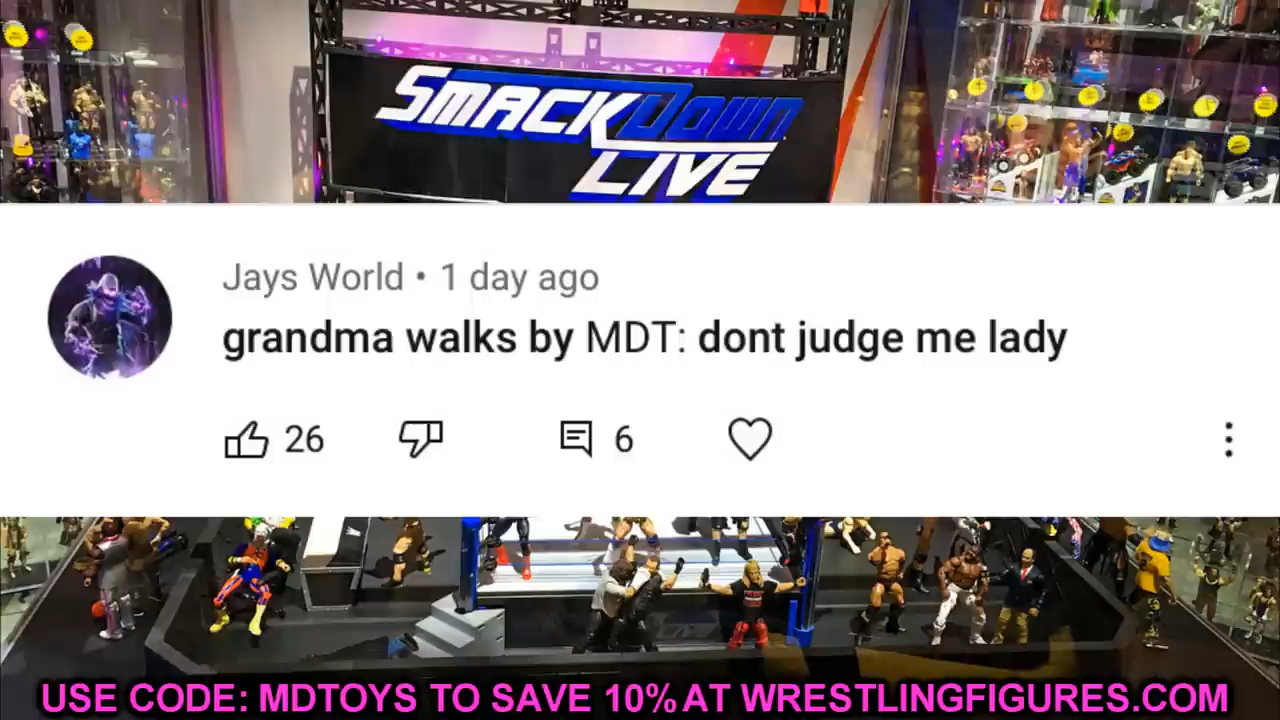 SMACKDOWN
LIVE
Jays World • 1 day ago
grandma walks by MDT: dont judge me lady
26
6
USE CODE: MDTOYS TO SAVE 10% AT WRESTLINGFIGURES.COM